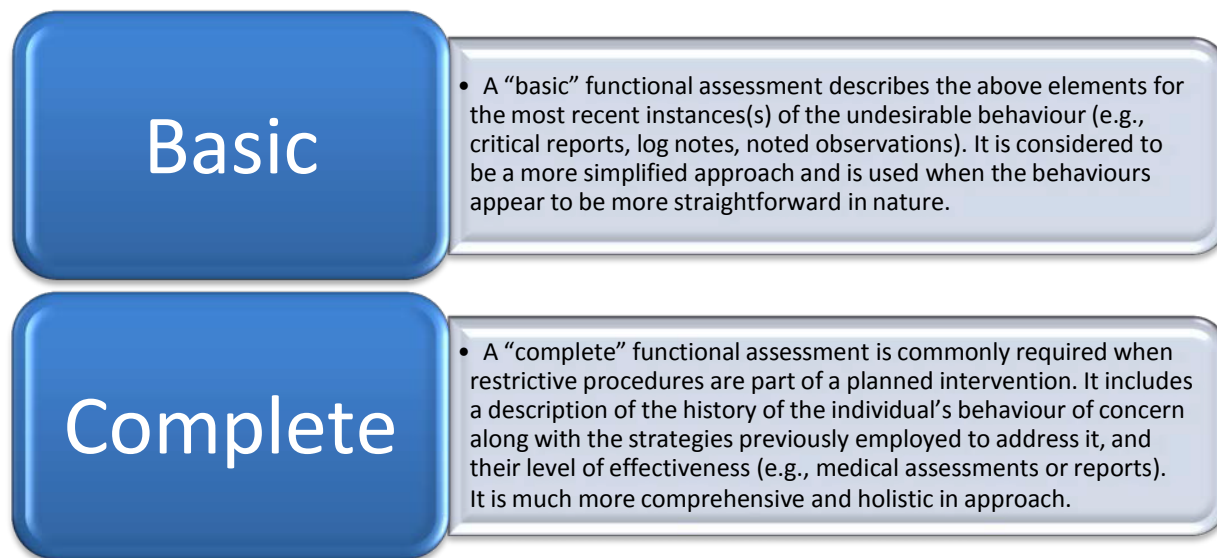 Basic
• A “basic” functional assessment describes the above elements for
the most recent instances(s) of the undesirable behaviour (e.g.,
critical reports, log notes, noted observations). It is considered to
be a more simplified approach and is used when the behaviours
appear to be more straightforward in nature.
Complete
• A “complete” functional assessment is commonly required when
restrictive procedures are part of a planned intervention. It includes
a description of the history of the individual’s behaviour of concern
along with the strategies previously employed to address it, and
their level of effectiveness (e.g., medical assessments or reports).
It is much more comprehensive and holistic in approach.